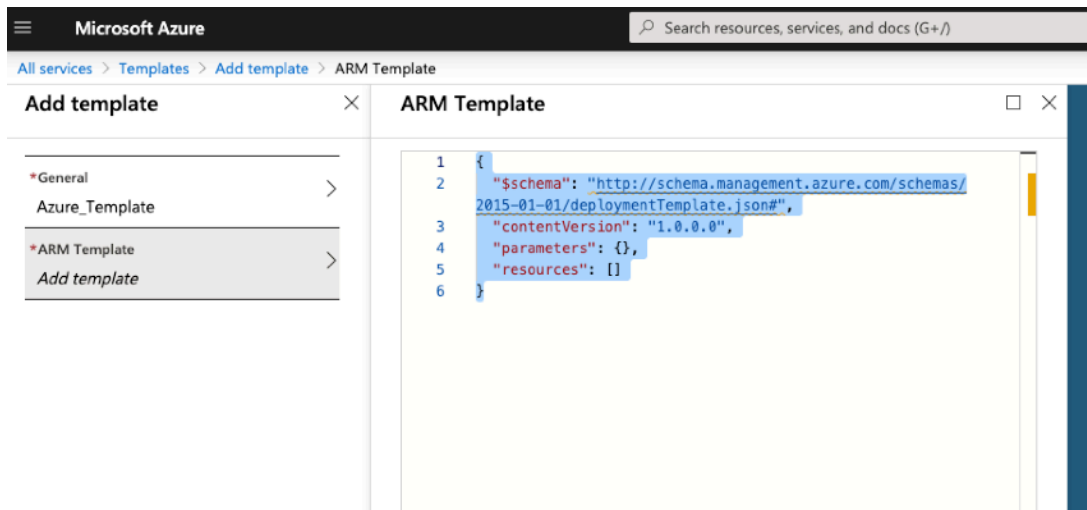 Microsoft Azure
Search resources, services, and docs (G+/)
All services > Templates > Add template > ARM Template
Add template
*General
Azure_Template
*ARM Template
Add template
ARM Template
1 {
2 "$schema": "http://schema.management.azure.com/schemas/
2015-01-01/deploymentTemplate.json#",
3 "contentVersion": "1.0.0.0",
4 "parameters": {},
5 "resources": []
6 }